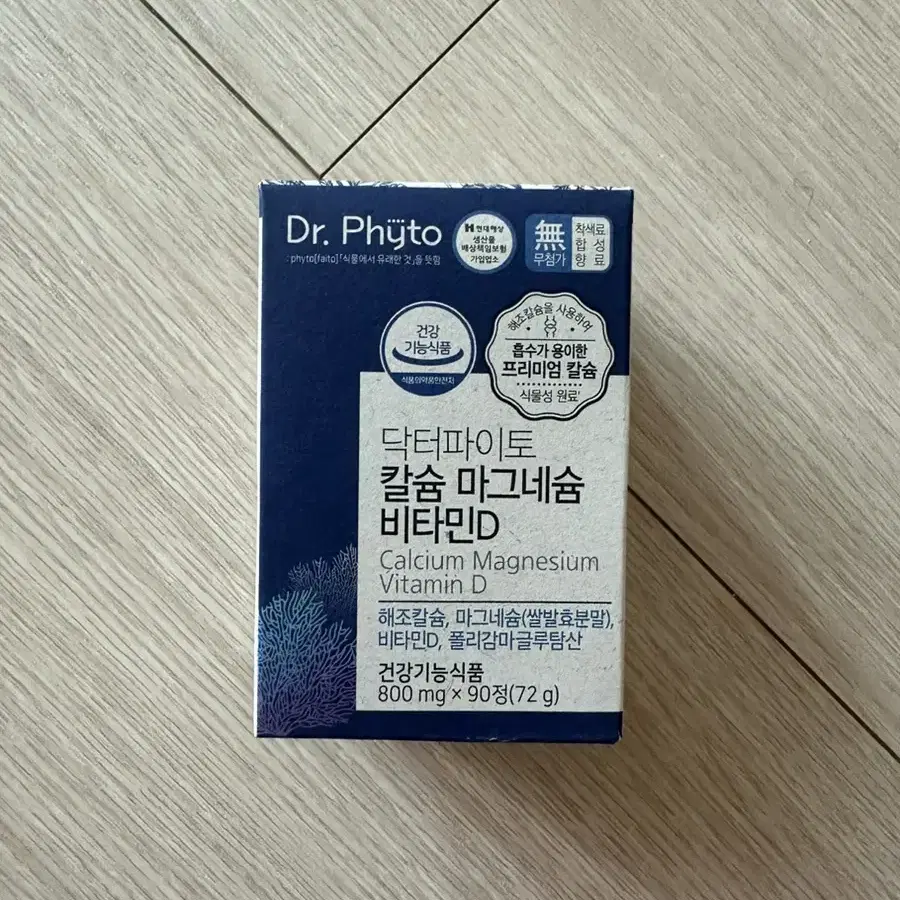 Dr. Phyto
: phyto[faito] 「식물에서 유래한 것」을 뜻함
H 현대해상
생산물
배상책임보험
가입업소
無
무첨가
착색료
합성
향료
건강
기능식품
식품의약품안전처
해조칼슘을 사용하여
흡수가 용이한
프리미엄 칼슘
식물성 원료
닥터파이토
칼슘 마그네슘
비타민D
Calcium Magnesium
Vitamin D
해조칼슘, 마그네슘(쌀발효분말),
비타민D, 폴리감마글루탐산
건강기능식품
800 mg × 90정(72 g)